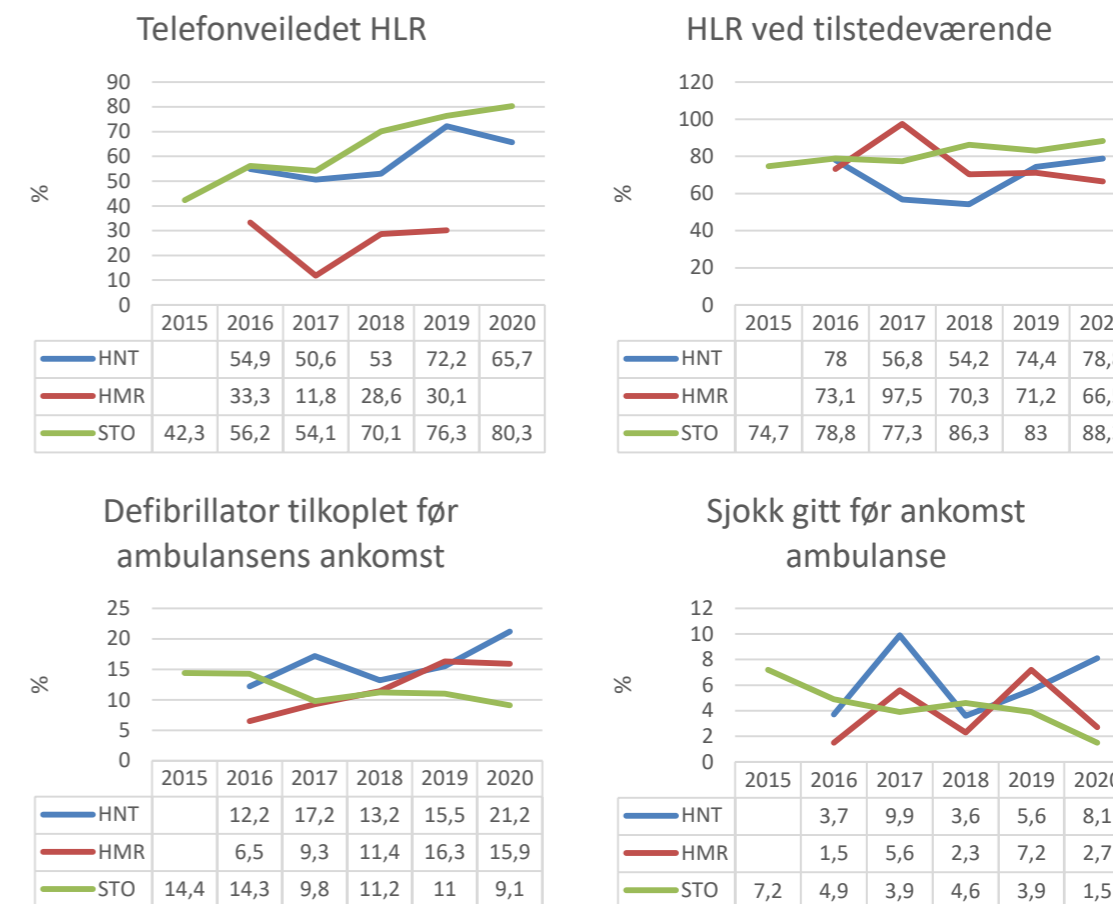 Telefonveiledet HLR
%
90
80
70
60
50
40
30
20
10
0
2015 2016 2017 2018 2019 2020
HNT 54,9 50,6 53 72,2 65,7
HMR 33,3 11,8 28,6 30,1
STO 42,3 56,2 54,1 70,1 76,3 80,3
HLR ved tilstedeværende
%
120
100
80
60
40
20
0
2015 2016 2017 2018 2019
HNT 78 56,8 54,2 74,4
HMR 73,1 97,5 70,3 71,2
STO 74,7 78,8 77,3 86,3 83
Defibrillator tilkoplet før
ambulansens ankomst
%
25
20
15
10
5
0
2015 2016 2017 2018 2019 2020
HNT 12,2 17,2 13,2 15,5 21,2
HMR 6,5 9,3 11,4 16,3 15,9
STO 14,4 14,3 9,8 11,2 11 9,1
Sjokk gitt før ankomst
ambulanse
%
12
10
8
6
4
2
0
2015 2016 2017 2018 2019 2020
HNT 3,7 9,9 3,6 5,6 8,1
HMR 1,5 5,6 2,3 7,2 2,7
STO 7,2 4,9 3,9 4,6 3,9 1,5